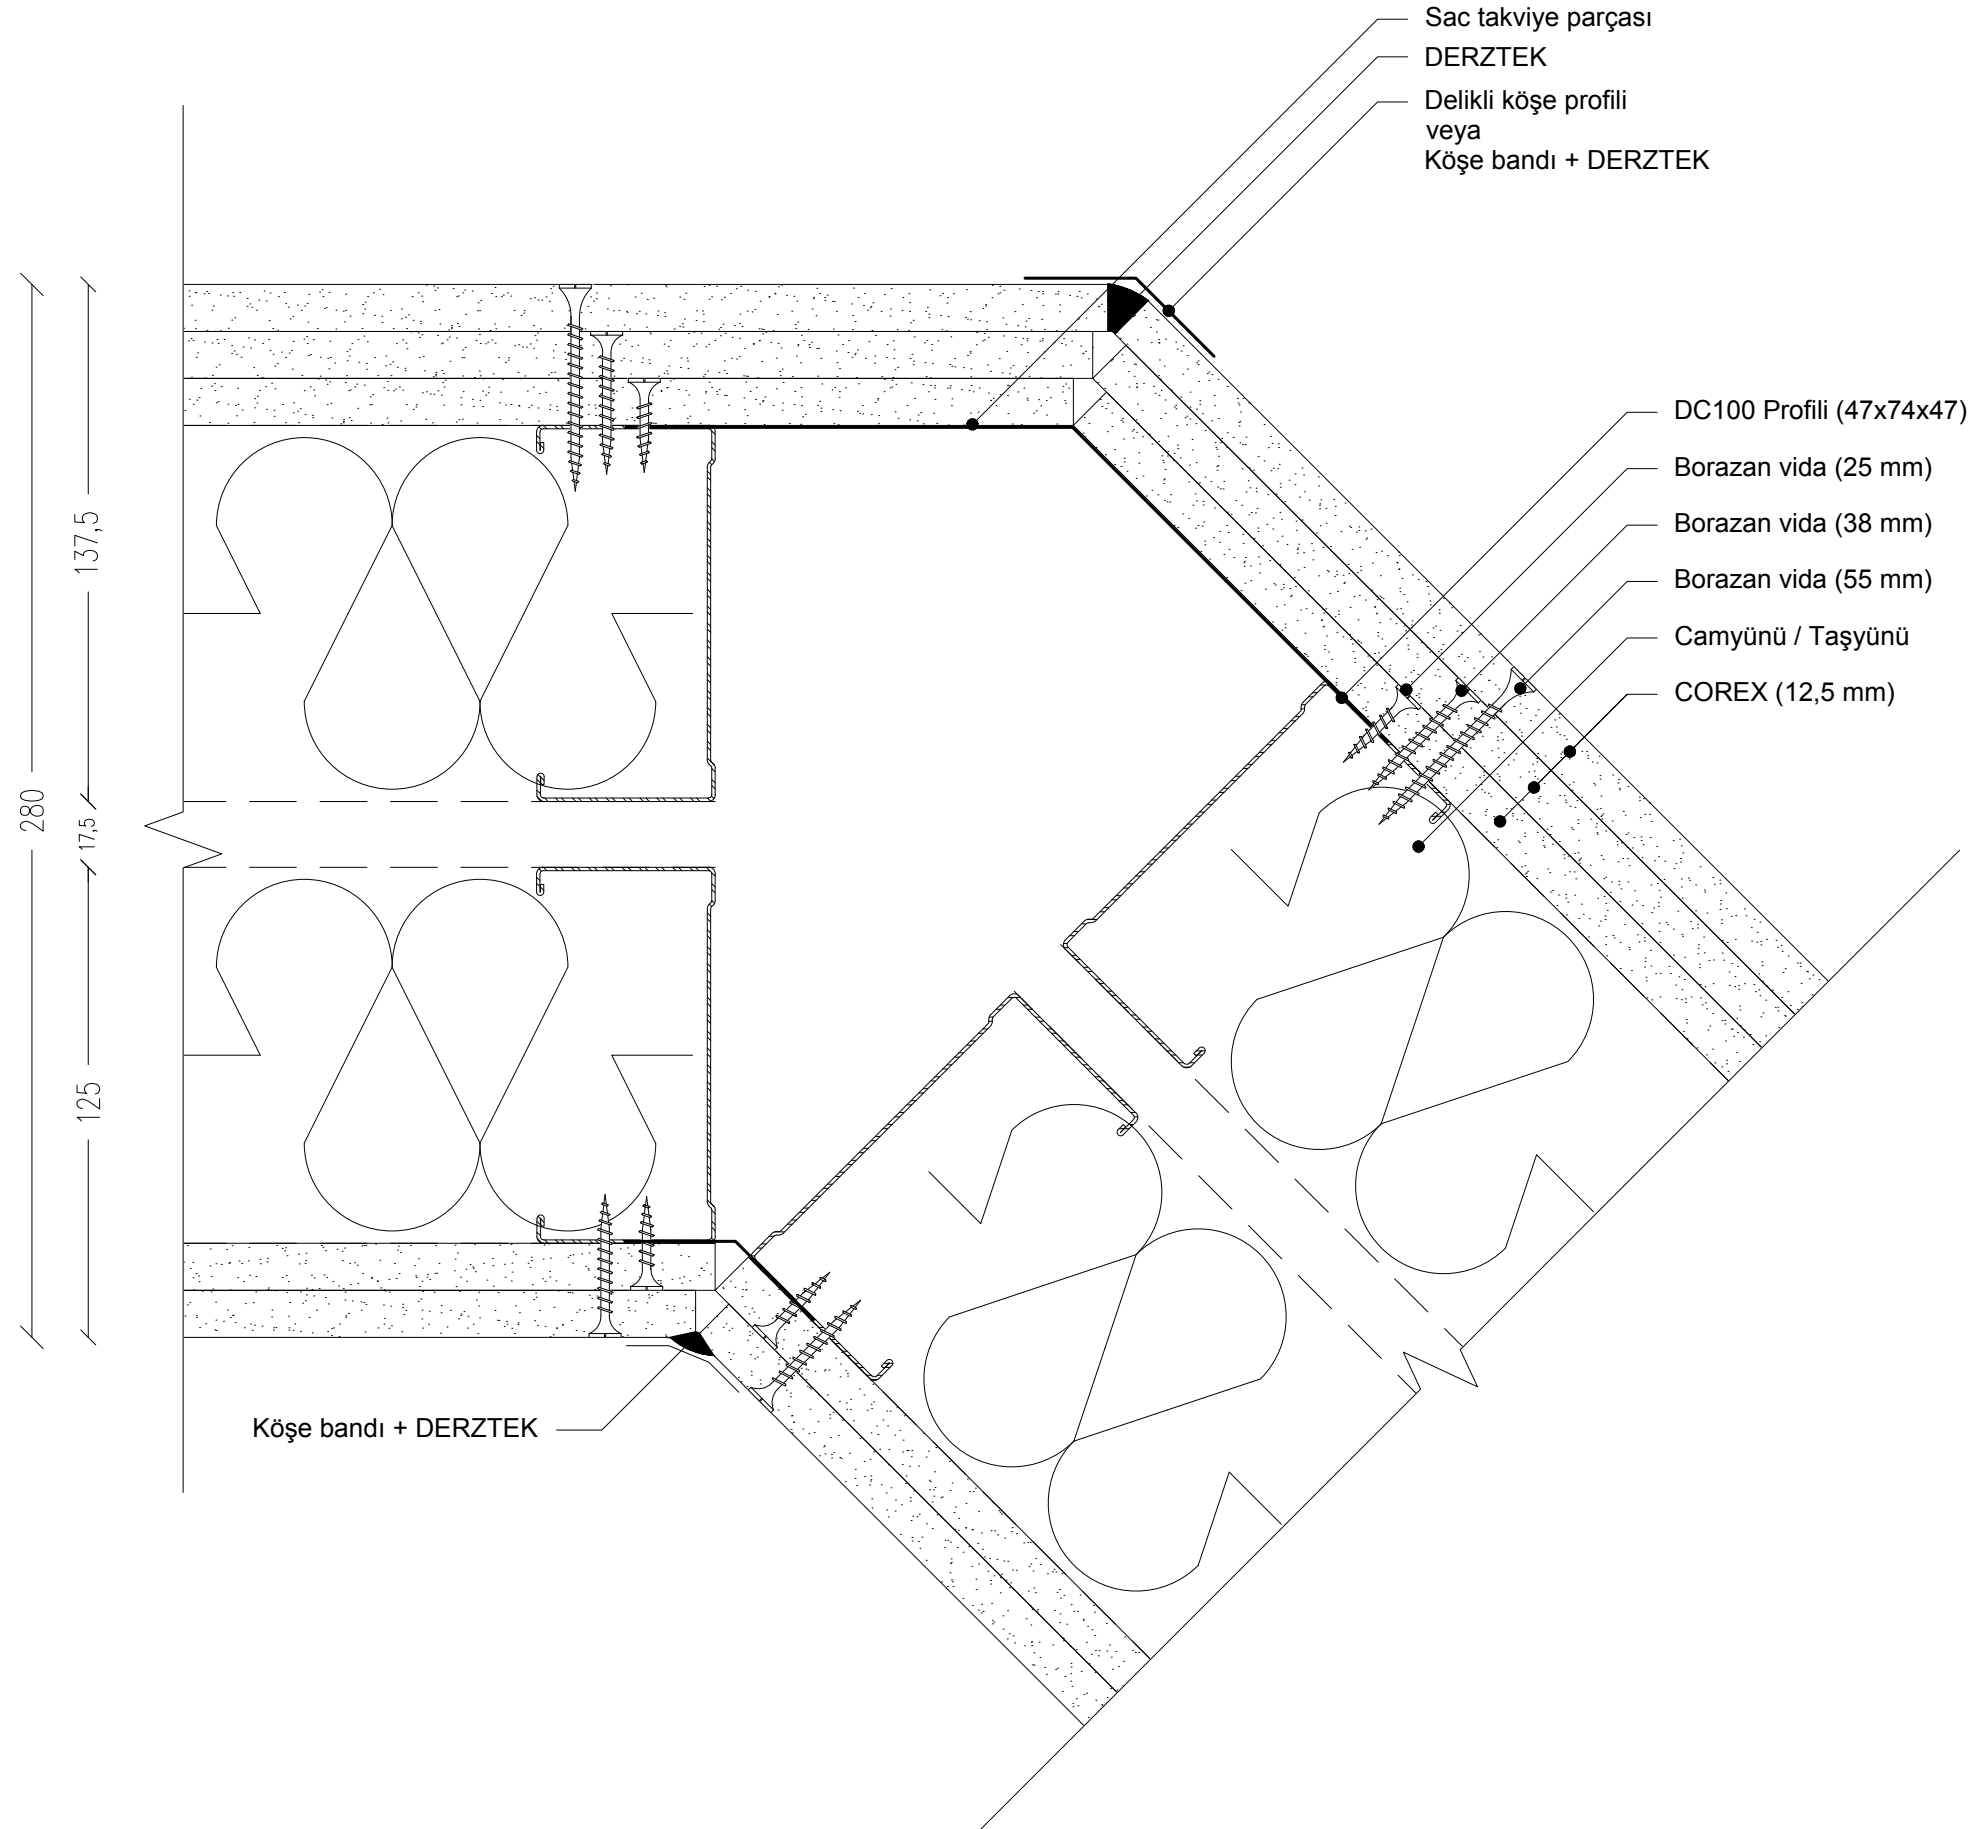 Sac takviye parçası
DERZTEK
Delikli köşe profili
veya
Köşe bandı + DERZTEK
DC100 Profili (47x74x47)
Borazan vida (25 mm)
Borazan vida (38 mm)
Borazan vida (55 mm)
Camyünü / Taşyünü
COREX (12,5 mm)
137,5
280
17,5
125
Köşe bandı + DERZTEK